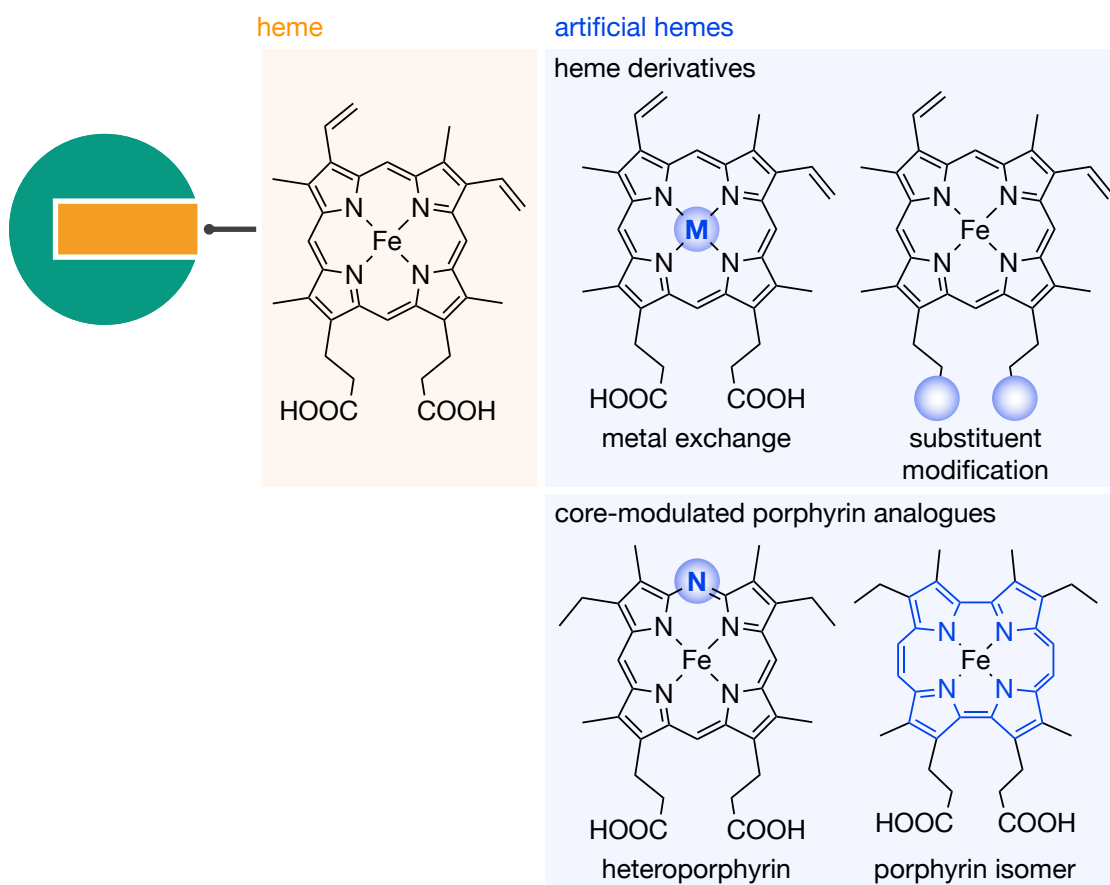 heme
artificial hemes
heme derivatives
N N
Fe
N N
HOOC COOH
N N
M
N N
HOOC COOH
metal exchange
N N
Fe
N N
substituent
modification
core-modulated porphyrin analogues
N
N N
Fe
N N
HOOC COOH
heteroporphyrin
N N
Fe
N N
HOOC COOH
porphyrin isomer